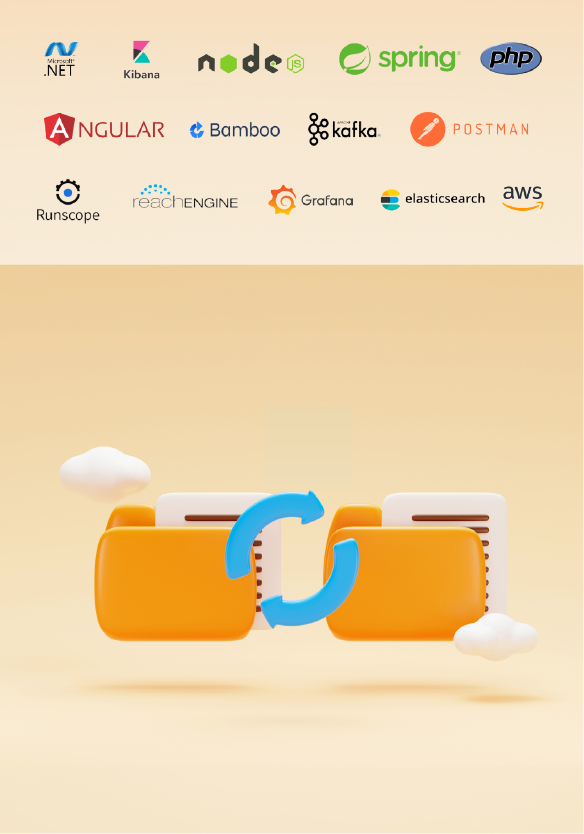 Microsoft®
.NET
Kibana
node
JS
spring®
php
ANGULAR
Bamboo
APACHE
kafka®
POSTMAN
Runscope
reachENGINE
Grafana
elasticsearch
aws